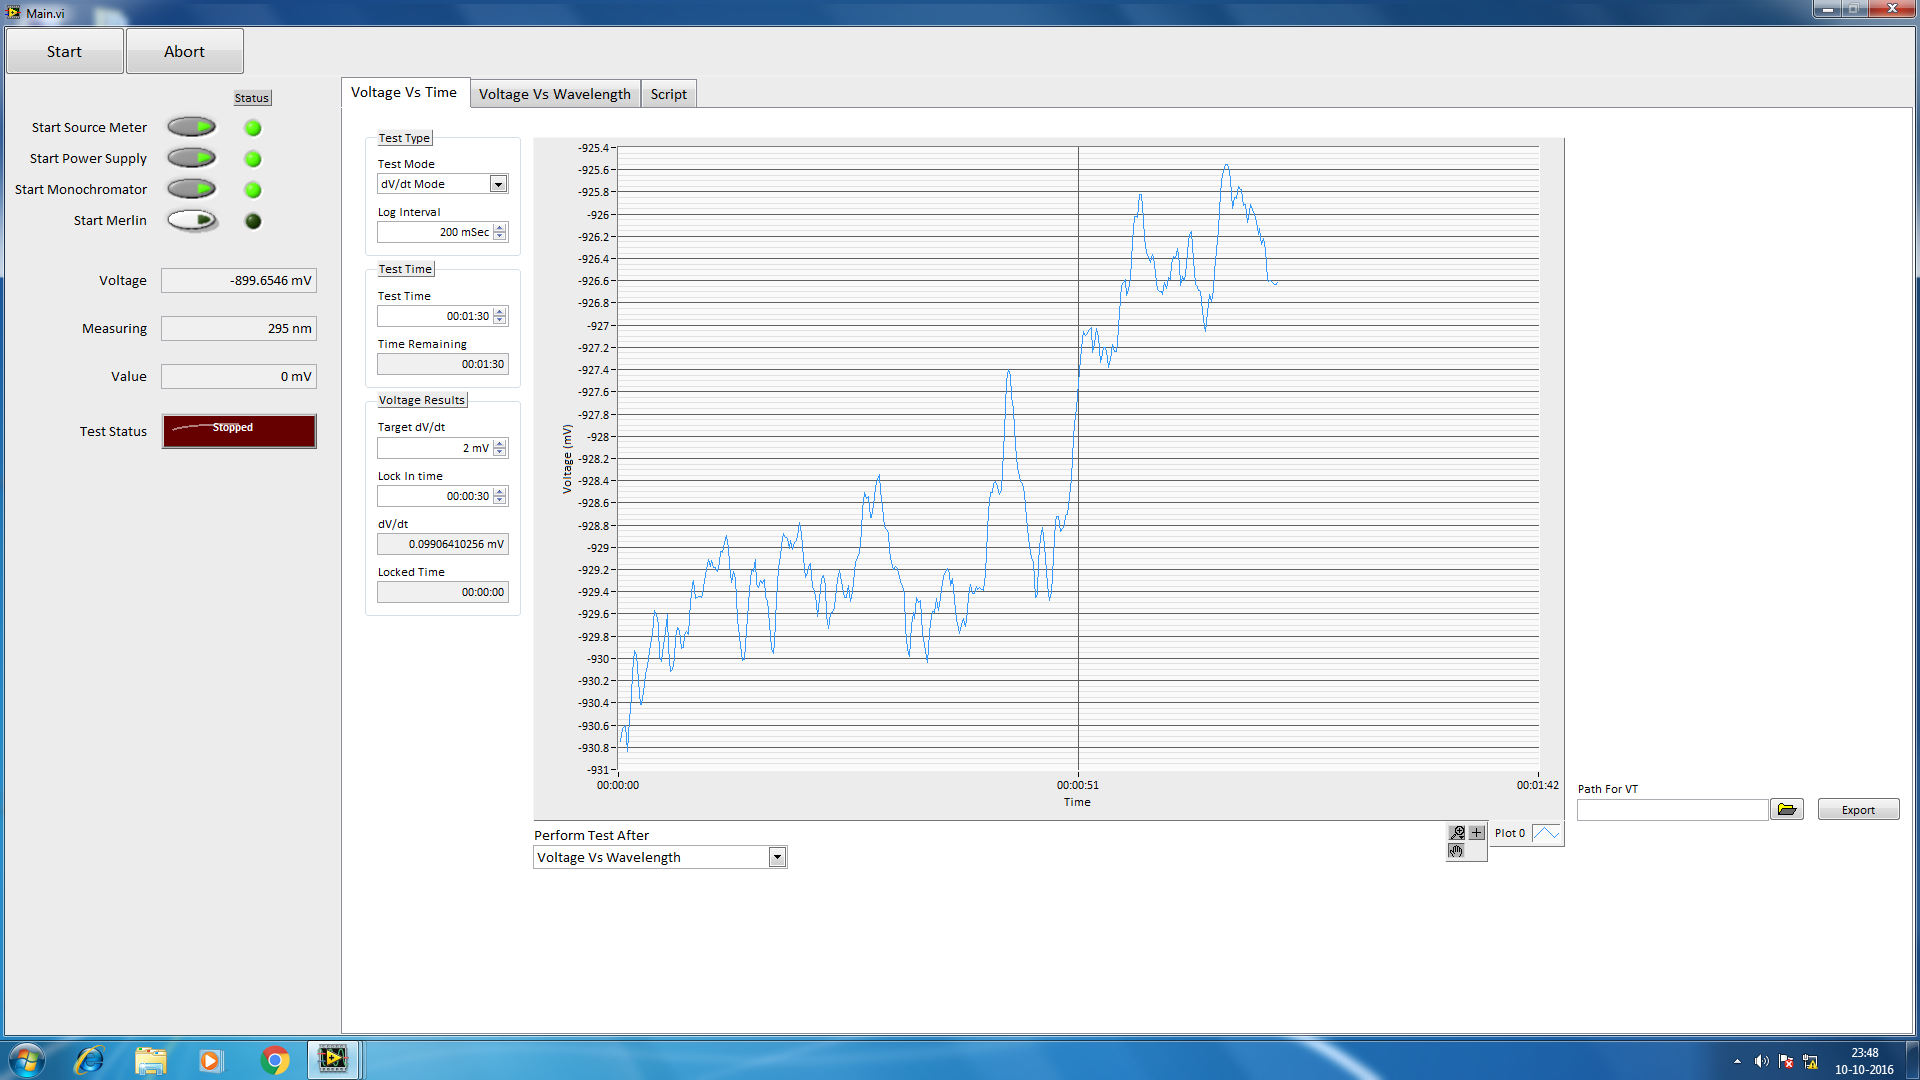 Main.vi
Start
Abort
Status
Start Source Meter
Start Power Supply
Start Monochromator
Start Merlin
Voltage
-899.6546 mV
Measuring
295 nm
Value
0 mV
Test Status
Stopped
Voltage Vs Time
Voltage Vs Wavelength
Script
Test Type
Test Mode
dV/dt Mode
Log Interval
200 mSec
Test Time
Test Time
00:01:30
Time Remaining
00:01:30
Voltage Results
Target dV/dt
2 mV
Lock In time
00:00:30
dV/dt
0.09906410256 mV
Locked Time
00:00:00
Voltage (mV)
-925.4
-925.6
-925.8
-926
-926.2
-926.4
-926.6
-926.8
-927
-927.2
-927.4
-927.6
-927.8
-928
-928.2
-928.4
-928.6
-928.8
-929
-929.2
-929.4
-929.6
-929.8
-930
-930.2
-930.4
-930.6
-930.8
-931
00:00:00
00:00:51
00:01:42
Time
Path For VT
Export
Perform Test After
Voltage Vs Wavelength
Plot 0
23:48
10-10-2016